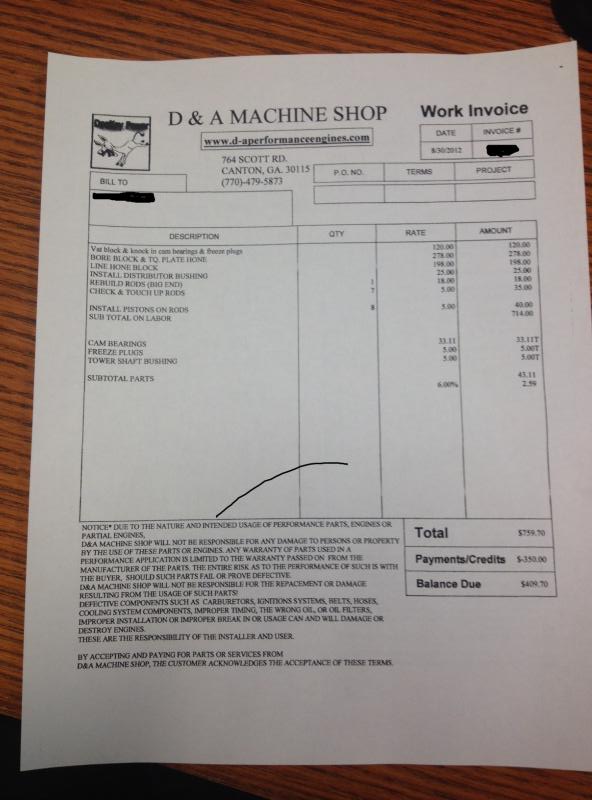 Donkey Power
D & A MACHINE SHOP
www.d-aperformanceengines.com
764 SCOTT RD.
CANTON, GA. 30115
(770)-479-5873
Work Invoice
DATE INVOICE #
8/30/2012
P.O. NO. TERMS PROJECT
BILL TO
DESCRIPTION QTY RATE AMOUNT
Vat block & knock in cam bearings & freeze plugs 120.00 120.00
BORE BLOCK & TQ. PLATE HONE 278.00 278.00
LINE HONE BLOCK 198.00 198.00
INSTALL DISTRIBUTOR BUSHING 25.00 25.00
REBUILD RODS (BIG END) 1 18.00 18.00
CHECK & TOUCH UP RODS 7 5.00 35.00
INSTALL PISTONS ON RODS 8 5.00 40.00
SUB TOTAL ON LABOR 714.00
CAM BEARINGS 33.11 33.11T
FREEZE PLUGS 5.00 5.00T
TOWER SHAFT BUSHING 5.00 5.00T
SUBTOTAL PARTS 43.11
6.00% 2.59
NOTICE* DUE TO THE NATURE AND INTENDED USAGE OF PERFORMANCE PARTS, ENGINES OR
PARTIAL ENGINES,
D&A MACHINE SHOP WILL NOT BE RESPONSIBLE FOR ANY DAMAGE TO PERSONS OR PROPERTY
BY THE USE OF THESE PARTS OR ENGINES. ANY WARRANTY OF PARTS USED IN A
PERFORMANCE APPLICATION IS LIMITED TO THE WARRANTY PASSED ON FROM THE
MANUFACTURER OF THE PARTS. THE ENTIRE RISK AS TO THE PERFORMANCE OF SUCH IS WITH
THE BUYER, SHOULD SUCH PARTS FAIL OR PROVE DEFECTIVE.
D&A MACHINE SHOP WILL NOT BE RESPONSIBLE FOR THE REPACEMENT OR DAMAGE
RESULTING FROM THE USAGE OF SUCH PARTS!
DEFECTIVE COMPONENTS SUCH AS CARBURETORS, IGNITIONS SYSTEMS, BELTS, HOSES,
COOLING SYSTEM COMPONENTS, IMPROPER TIMING, THE WRONG OIL, OR OIL FILTERS,
IMPROPER INSTALLATION OR IMPROPER BREAK IN OR USAGE CAN AND WILL DAMAGE OR
DESTROY ENGINES.
THESE ARE THE RESPONSIBILITY OF THE INSTALLER AND USER.
BY ACCEPTING AND PAYING FOR PARTS OR SERVICES FROM
D&A MACHINE SHOP, THE CUSTOMER ACKNOWLEDGES THE ACCEPTANCE OF THESE TERMS.
Total $759.70
Payments/Credits $-350.00
Balance Due $409.70